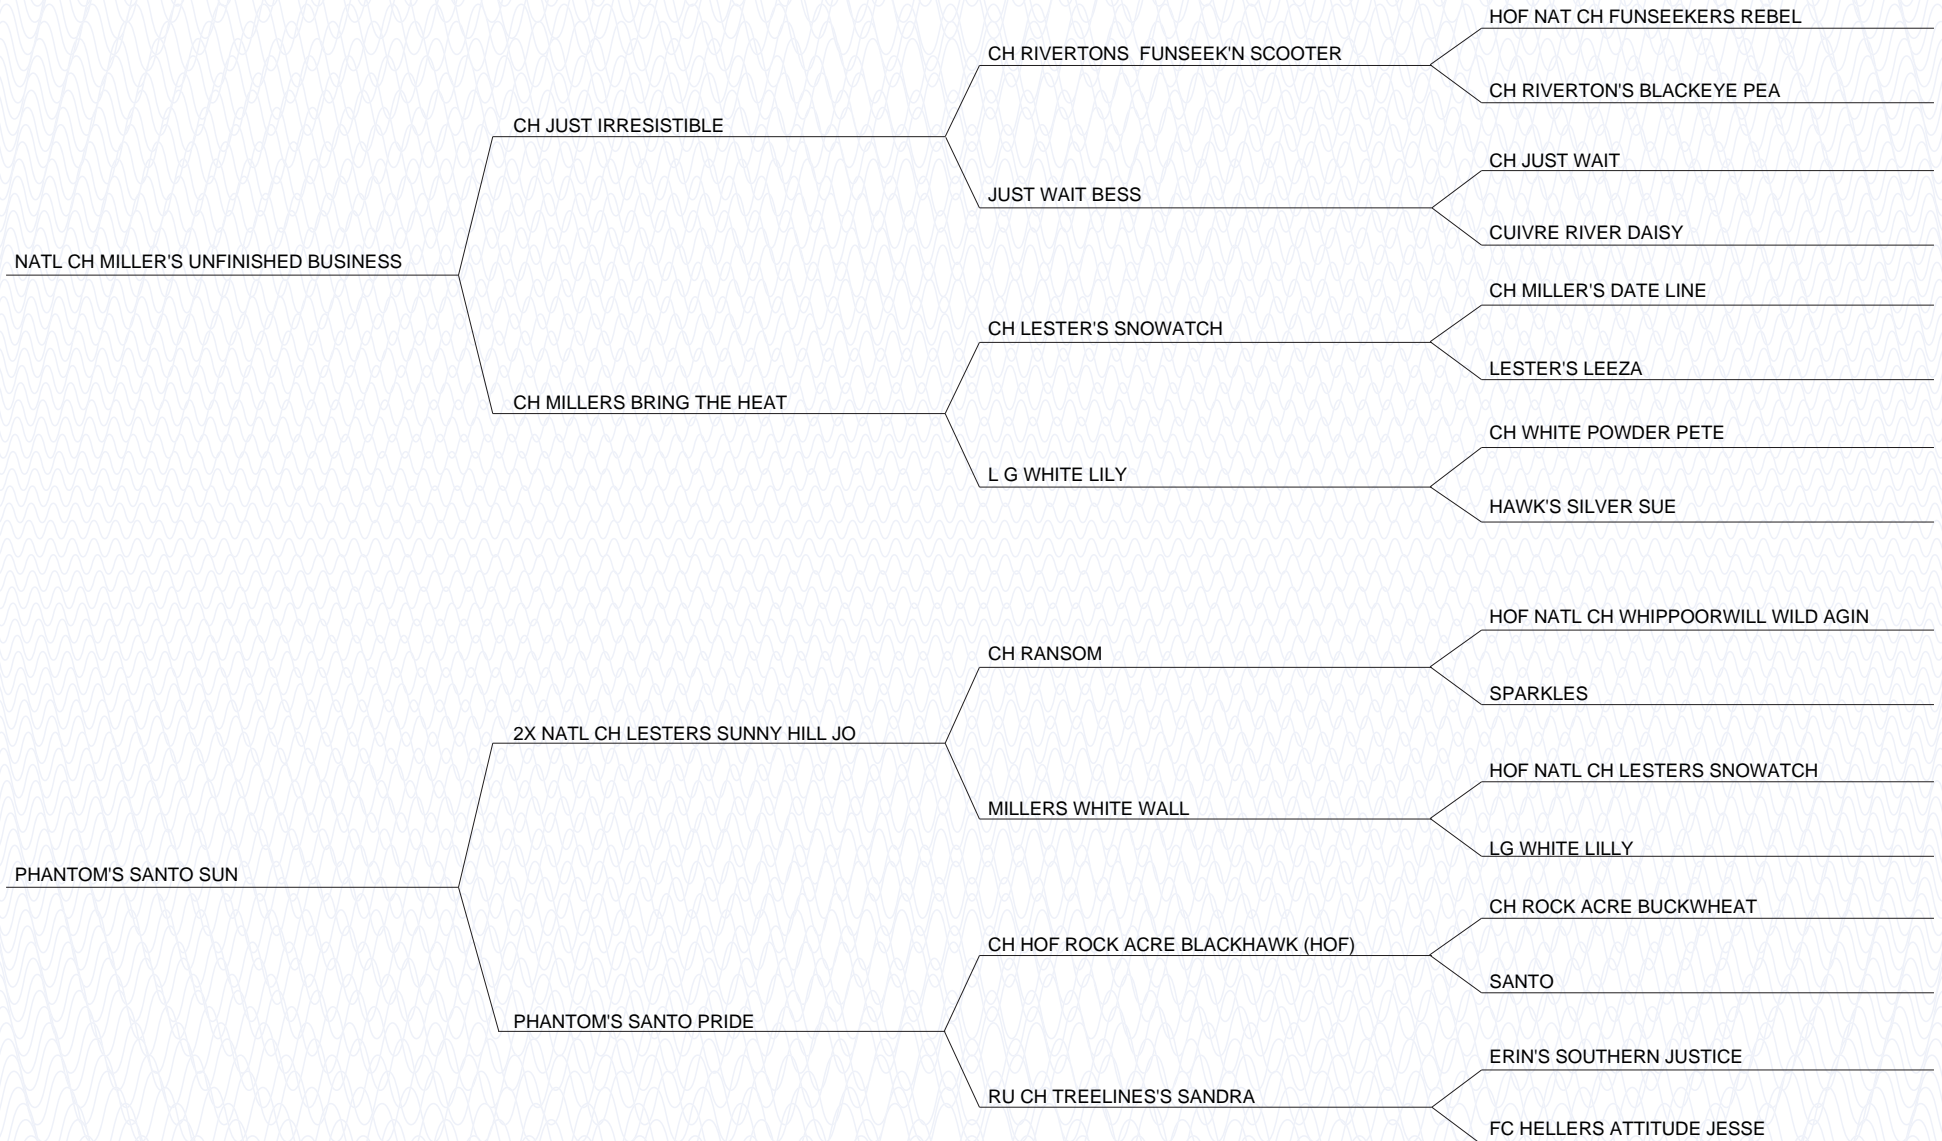 HOF NAT CH FUNSEEKERS REBEL
CH RIVERTONS  FUNSEEK'N SCOOTER
CH RIVERTON'S BLACKEYE PEA
CH JUST IRRESISTIBLE
CH JUST WAIT
JUST WAIT BESS
CUIVRE RIVER DAISY
NATL CH MILLER'S UNFINISHED BUSINESS
CH MILLER'S DATE LINE
CH LESTER'S SNOWATCH
LESTER'S LEEZA
CH MILLERS BRING THE HEAT
CH WHITE POWDER PETE
L G WHITE LILY
HAWK'S SILVER SUE
HOF NATL CH WHIPPOORWILL WILD AGIN
CH RANSOM
SPARKLES
2X NATL CH LESTERS SUNNY HILL JO
HOF NATL CH LESTERS SNOWATCH
MILLERS WHITE WALL
LG WHITE LILLY
PHANTOM'S SANTO SUN
CH ROCK ACRE BUCKWHEAT
CH HOF ROCK ACRE BLACKHAWK (HOF)
SANTO
PHANTOM'S SANTO PRIDE
ERIN'S SOUTHERN JUSTICE
RU CH TREELINES'S SANDRA
FC HELLERS ATTITUDE JESSE